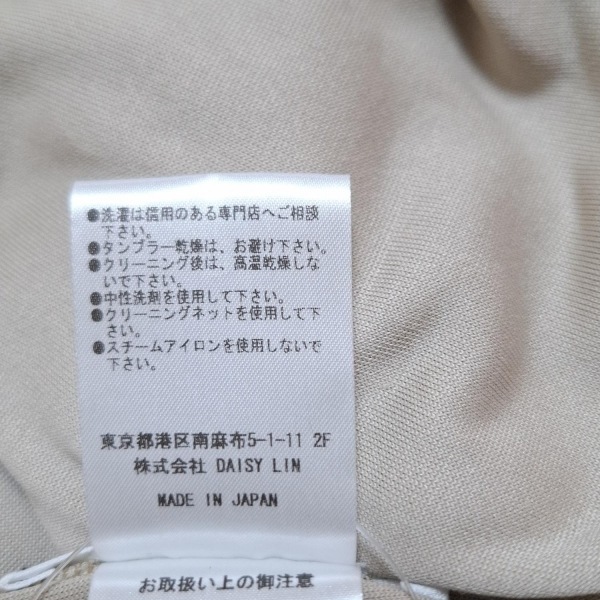 ●洗濯は信用のある専門店へご相談
下さい。
●タンブラー乾燥は、お避け下さい。
●クリーニング後は、高温乾燥しな
いで下さい。
●中性洗剤を使用して下さい。
●クリーニングネットを使用して下
さい。
●スチームアイロンを使用しないで
下さい。
東京都港区南麻布5-1-11 2F
株式会社 DAISY LIN
MADE IN JAPAN
お取扱い上の御注意